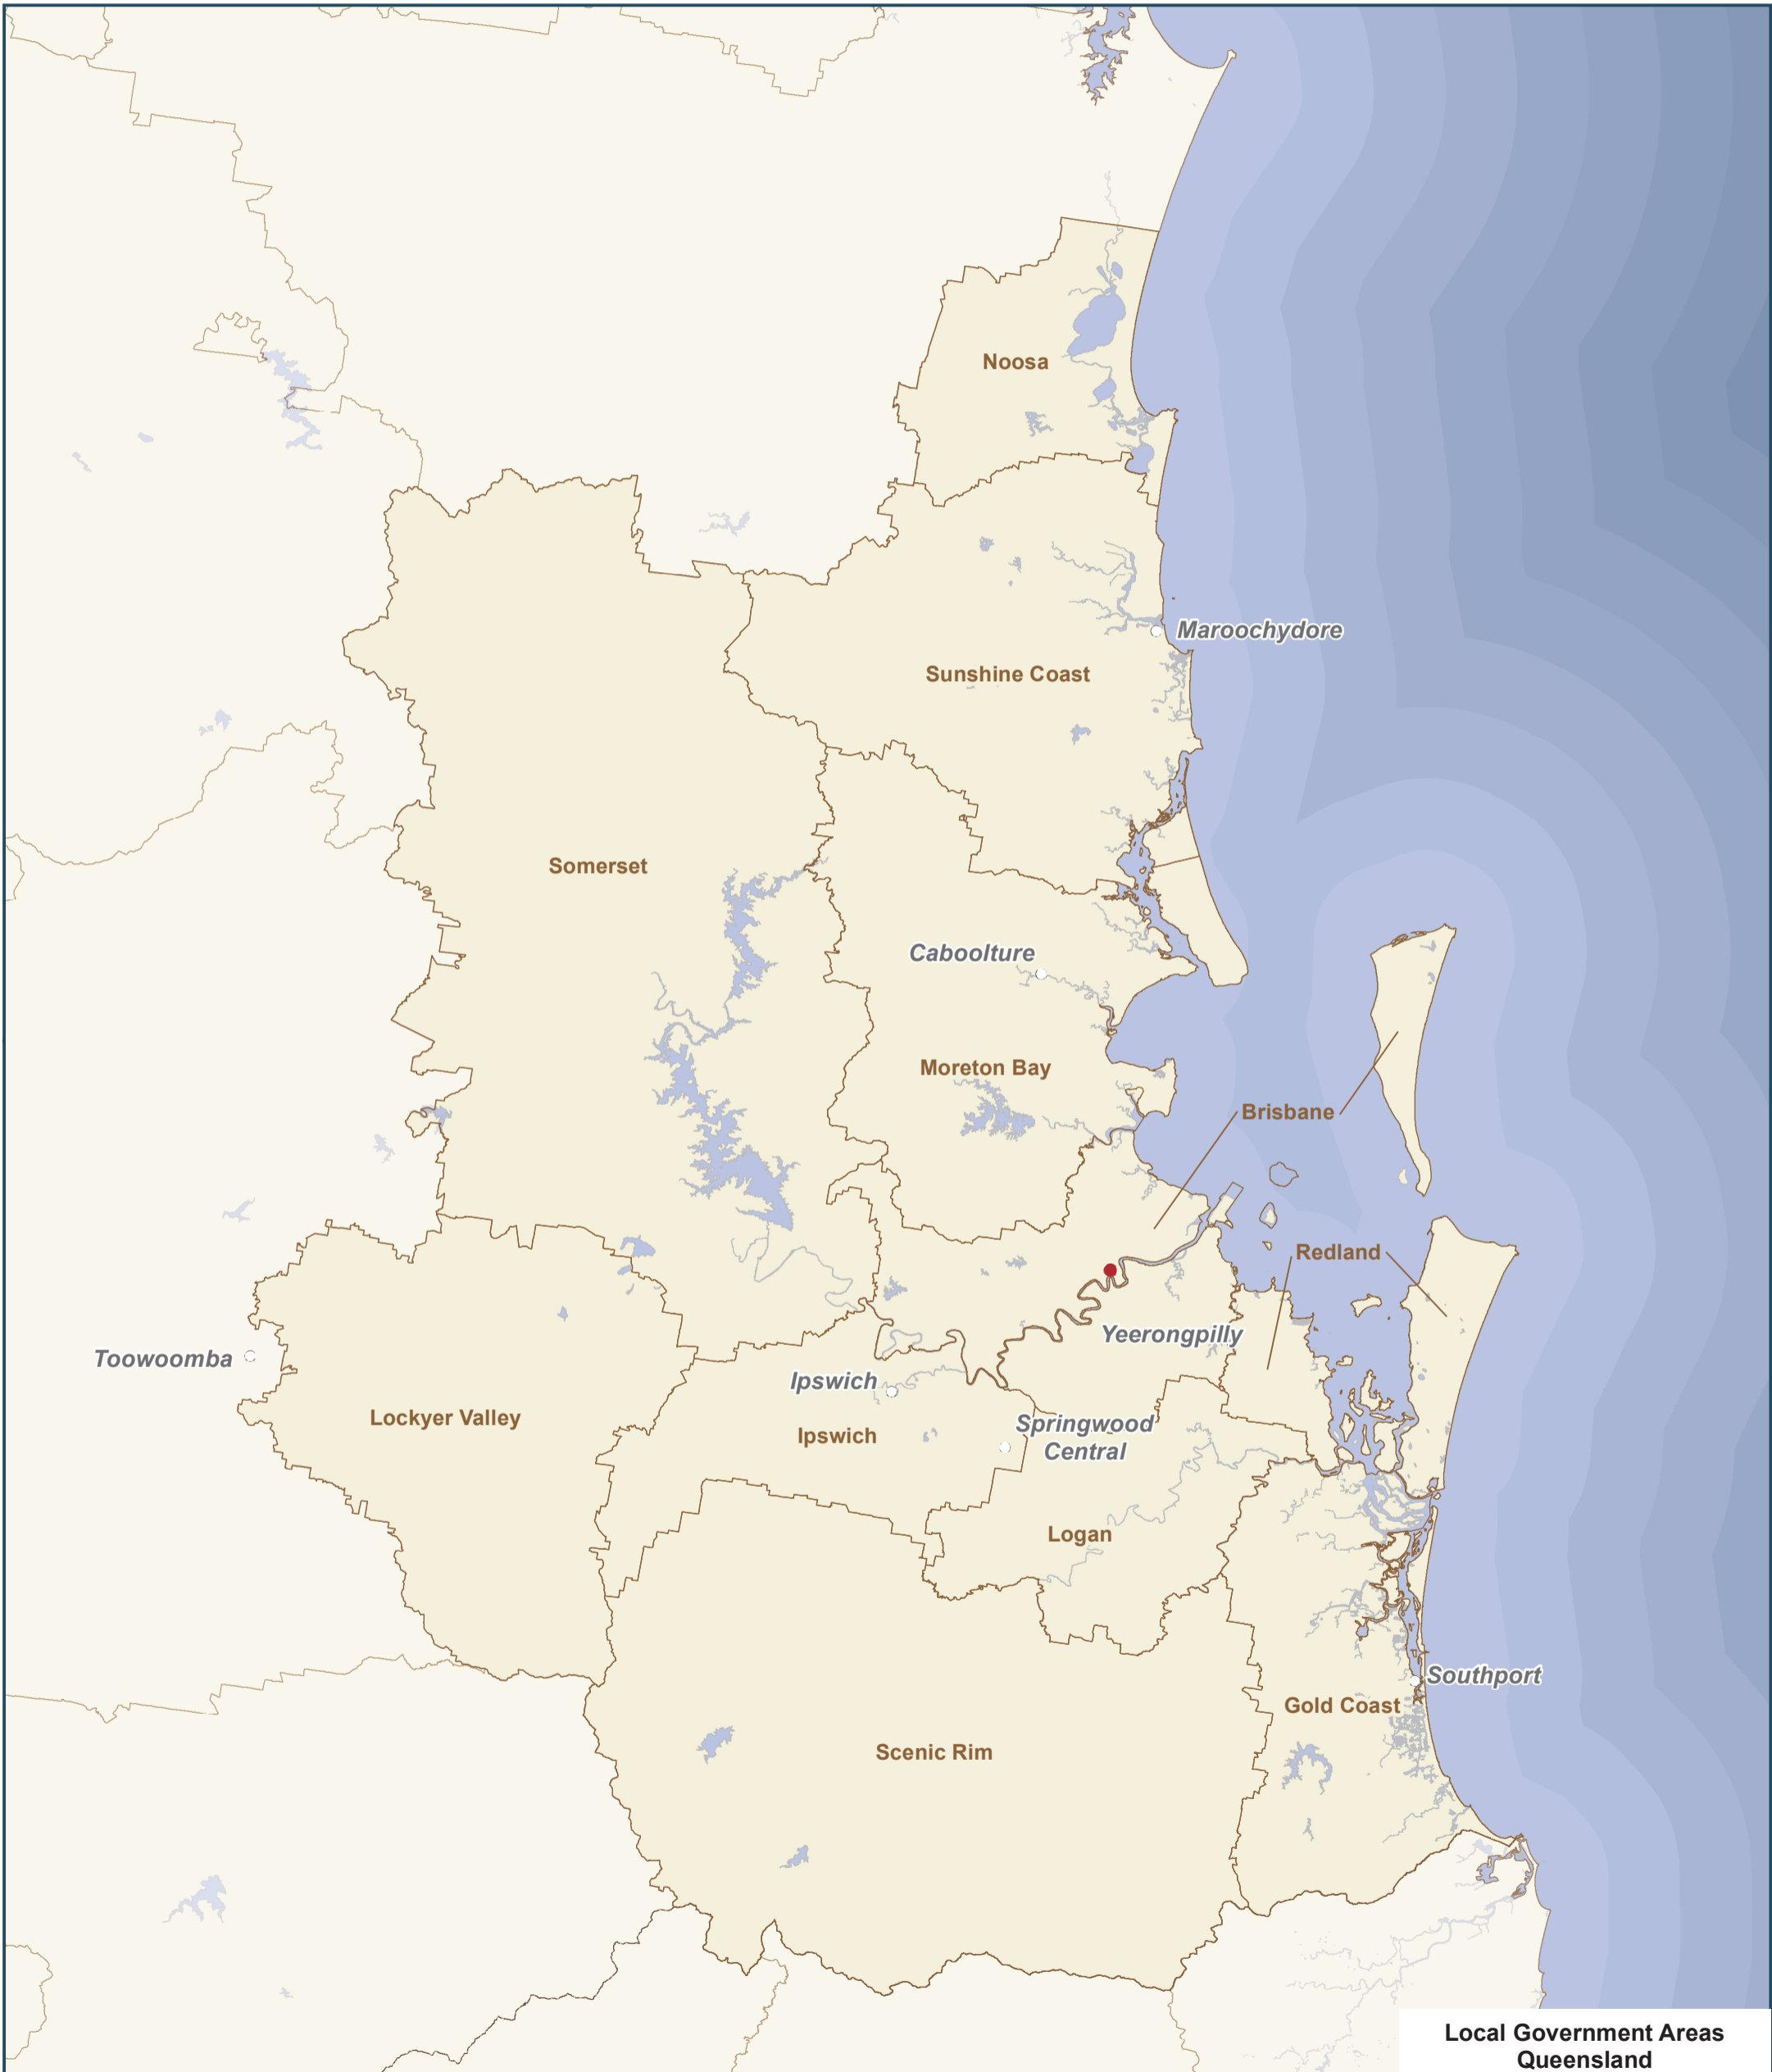 Noosa
Maroochydore
Sunshine Coast
Somerset
Caboolture
Moreton Bay
Brisbane
Redland
Yeerongpilly
Toowoomba
Ipswich
Lockyer Valley
Springwood
Central
Ipswich
Logan
Southport
Gold Coast
Scenic Rim
Local Government Areas
Queensland